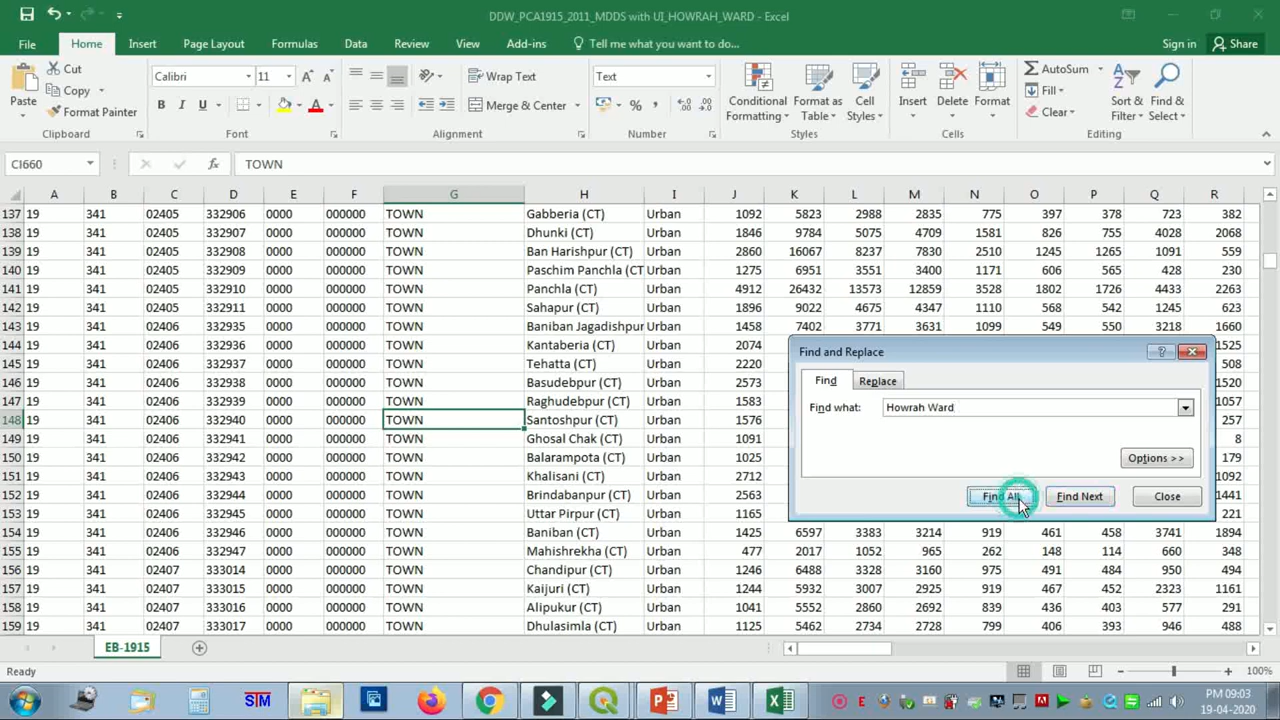 DDW_PCA1915_2011_MDDS with UI_HOWRAH_WARD - Excel
File Home Insert Page Layout Formulas Data Review View Add-ins Tell me what you want to do... Sign in Share
Cut Calibri 11 Wrap Text Text AutoSum
Copy Fill
Paste Format Painter B I U Merge & Center % Conditional Formatting Format as Table Cell Styles Insert Delete Format Clear Sort & Filter Find & Select
Clipboard Font Alignment Number Styles Cells Editing
CI660 fx TOWN
A B C D E F G H I J K L M N O P Q R
137 19 341 02405 332906 0000 000000 TOWN Gabberia (CT) Urban 1092 5823 2988 2835 775 397 378 723 382
138 19 341 02405 332907 0000 000000 TOWN Dhunki (CT) Urban 1846 9784 5075 4709 1581 826 755 4028 2068
139 19 341 02405 332908 0000 000000 TOWN Ban Harishpur (CT) Urban 2860 16067 8237 7830 2510 1245 1265 1091 559
140 19 341 02405 332909 0000 000000 TOWN Paschim Panchla (CT Urban 1275 6951 3551 3400 1171 606 565 428 230
141 19 341 02405 332910 0000 000000 TOWN Panchla (CT) Urban 4912 26432 13573 12859 3528 1802 1726 4433 2263
142 19 341 02405 332911 0000 000000 TOWN Sahapur (CT) Urban 1896 9022 4675 4347 1110 568 542 1245 623
143 19 341 02406 332935 0000 000000 TOWN Baniban Jagadishpur Urban 1458 7402 3771 3631 1099 549 550 3218 1660
144 19 341 02406 332936 0000 000000 TOWN Kantaberia (CT) Urban 2074 1525
145 19 341 02406 332937 0000 000000 TOWN Tehatta (CT) Urban 2239 508
146 19 341 02406 332938 0000 000000 TOWN Basudebpur (CT) Urban 2573 1520
147 19 341 02406 332939 0000 000000 TOWN Raghudebpur (CT) Urban 1583 1057
148 19 341 02406 332940 0000 000000 TOWN Santoshpur (CT) Urban 1576 257
149 19 341 02406 332941 0000 000000 TOWN Ghosal Chak (CT) Urban 1091 8
150 19 341 02406 332942 0000 000000 TOWN Balarampota (CT) Urban 1025 179
151 19 341 02406 332943 0000 000000 TOWN Khalisani (CT) Urban 2238 1092
152 19 341 02406 332944 0000 000000 TOWN Brindabanpur (CT) Urban 2563 1441
153 19 341 02406 332945 0000 000000 TOWN Uttar Pirpur (CT) Urban 1165 221
154 19 341 02406 332946 0000 000000 TOWN Baniban (CT) Urban 1425 6597 3383 3214 919 461 458 3741 1894
155 19 341 02406 332947 0000 000000 TOWN Mahishrekha (CT) Urban 477 2017 1052 965 262 148 114 660 348
156 19 341 02407 333014 0000 000000 TOWN Chandipur (CT) Urban 1246 6488 3328 3160 975 491 484 950 494
157 19 341 02407 333015 0000 000000 TOWN Kaijuri (CT) Urban 1244 5932 3007 2925 919 467 452 2323 1161
158 19 341 02407 333016 0000 000000 TOWN Alipukur (CT) Urban 1041 5552 2860 2692 839 436 403 577 291
159 19 341 02407 333017 0000 000000 TOWN Dhulasimla (CT) Urban 1125 5462 2734 2728 799 406 393 946 488
Find and Replace
Find Replace
Find what: Howrah Ward
Options >>
Find All Find Next Close
EB-1915
Ready 100%
STM PM 09:03
19-04-2020